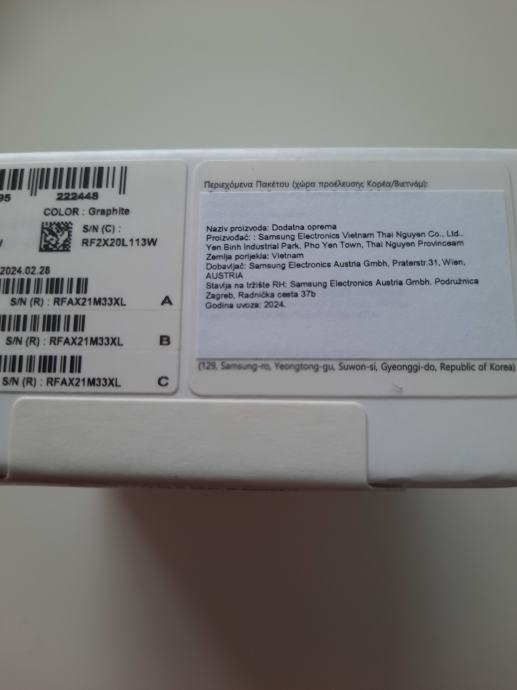 95
222448
COLOR : Graphite
S/N (C) :
RF2X20L113W
2024.02.28
S/N (R) : RFAX21M33XL
A
S/N (R) : RFAX21M33XL
B
S/N (R) : RFAX21M33XL
C
Περιεχόμενα Πακέτου (χώρα προέλευσης Κορέα/Βιετνάμ):
Naziv proizvoda: Dodatna oprema
Proizvođač: : Samsung Electronics Vietnam Thai Nguyen Co., Ltd..
Yen Binh Industrial Park, Pho Yen Town, Thai Nguyen Provinceam
Zemlja porijekla: Vietnam
Dobavljač: Samsung Electronics Austria Gmbh, Praterstr.31, Wien,
AUSTRIA
Stavlja na tržište RH: Samsung Electronics Austria Gmbh. Podružnica
Zagreb, Radnička cesta 37b
Godina uvoza: 2024.
(129, Samsung-ro, Yeongtong-gu, Suwon-si, Gyeonggi-do, Republic of Korea)